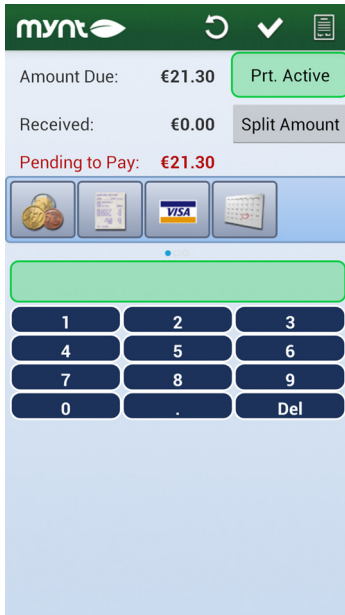 mynt
Amount Due: €21.30 Prt. Active
Received: €0.00 Split Amount
Pending to Pay: €21.30
VISA
1 2 3
4 5 6
7 8 9
0 . Del